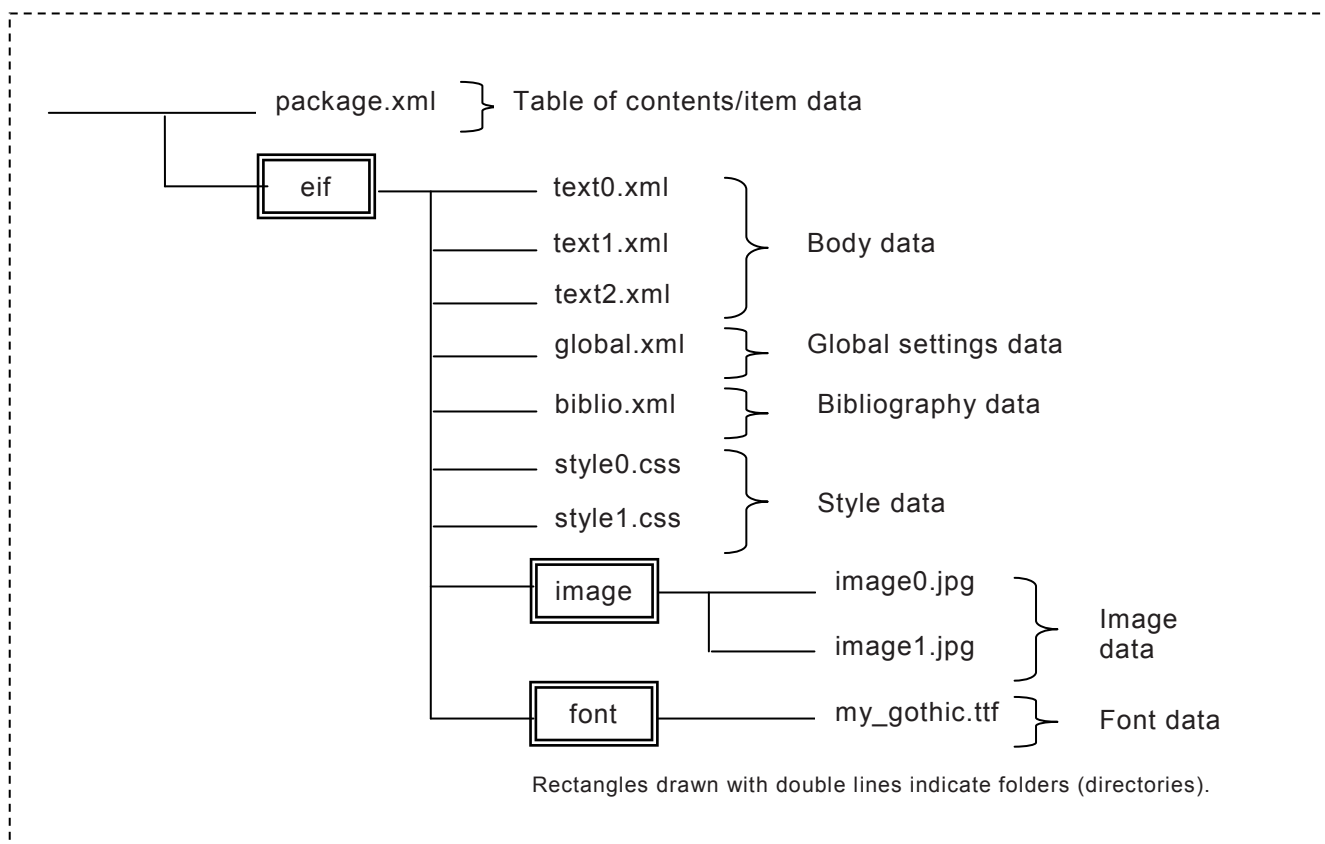 package.xml Table of contents/item data
eif
text0.xml
text1.xml
text2.xml
Body data
global.xml Global settings data
biblio.xml Bibliography data
style0.css
style1.css
Style data
image
image0.jpg
image1.jpg
Image
data
font
my_gothic.ttf Font data
Rectangles drawn with double lines indicate folders (directories).